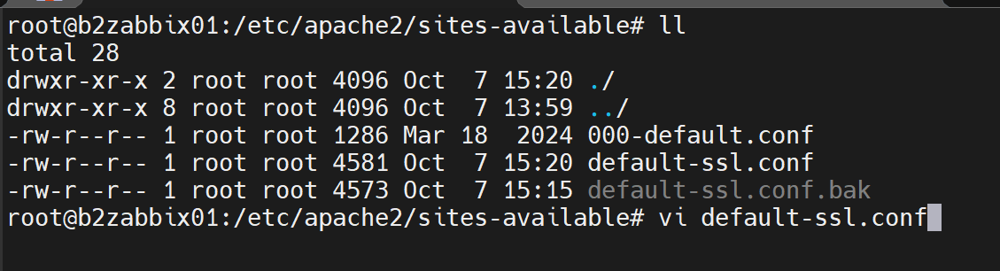 root@b2zabbix01:/etc/apache2/sites-available# ll
total 28
drwxr-xr-x 2 root root 4096 Oct  7 15:20 ./
drwxr-xr-x 8 root root 4096 Oct  7 13:59 ../
-rw-r--r-- 1 root root 1286 Mar 18  2024 000-default.conf
-rw-r--r-- 1 root root 4581 Oct  7 15:20 default-ssl.conf
-rw-r--r-- 1 root root 4573 Oct  7 15:15 default-ssl.conf.bak
root@b2zabbix01:/etc/apache2/sites-available# vi default-ssl.conf